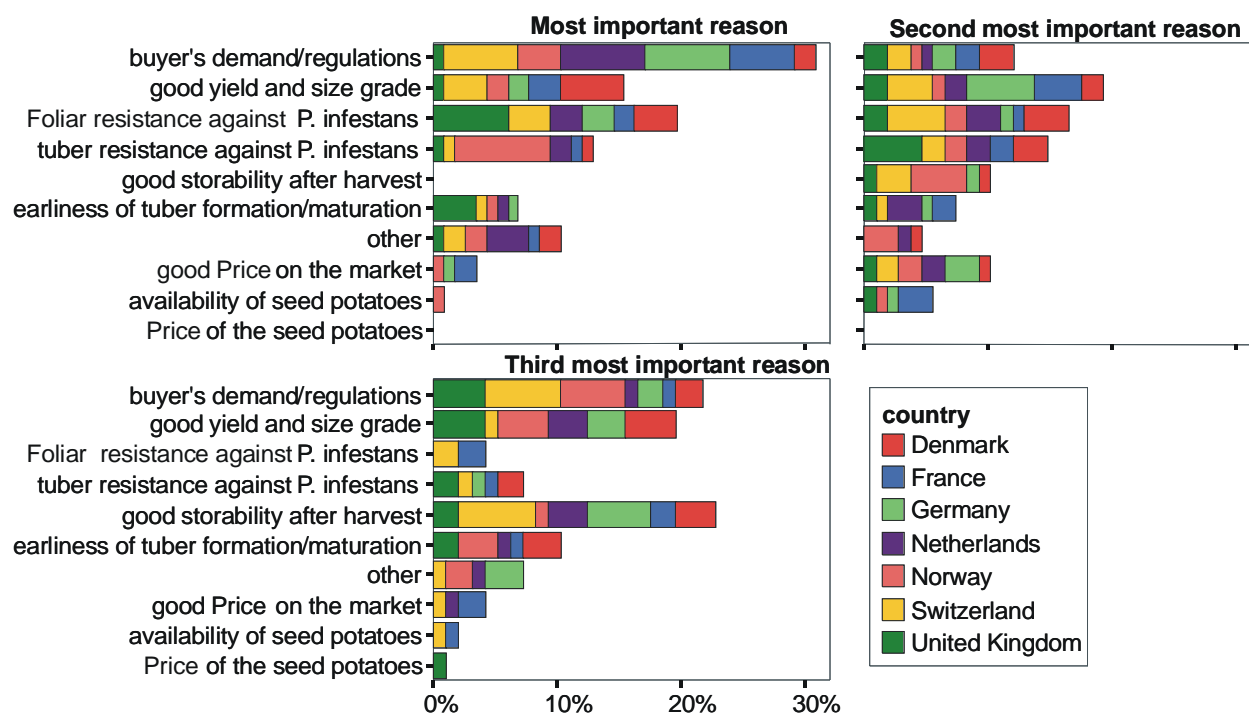 Most important reason
Second most important reason
buyer's demand/regulations
good yield and size grade
Foliar resistance against P. infestans
tuber resistance against P. infestans
good storability after harvest
earliness of tuber formation/maturation
other
good Price on the market
availability of seed potatoes
Price of the seed potatoes
Third most important reason
buyer's demand/regulations
good yield and size grade
Foliar resistance against P. infestans
tuber resistance against P. infestans
good storability after harvest
earliness of tuber formation/maturation
other
good Price on the market
availability of seed potatoes
Price of the seed potatoes
0% 10% 20% 30%
country
Denmark
France
Germany
Netherlands
Norway
Switzerland
United Kingdom